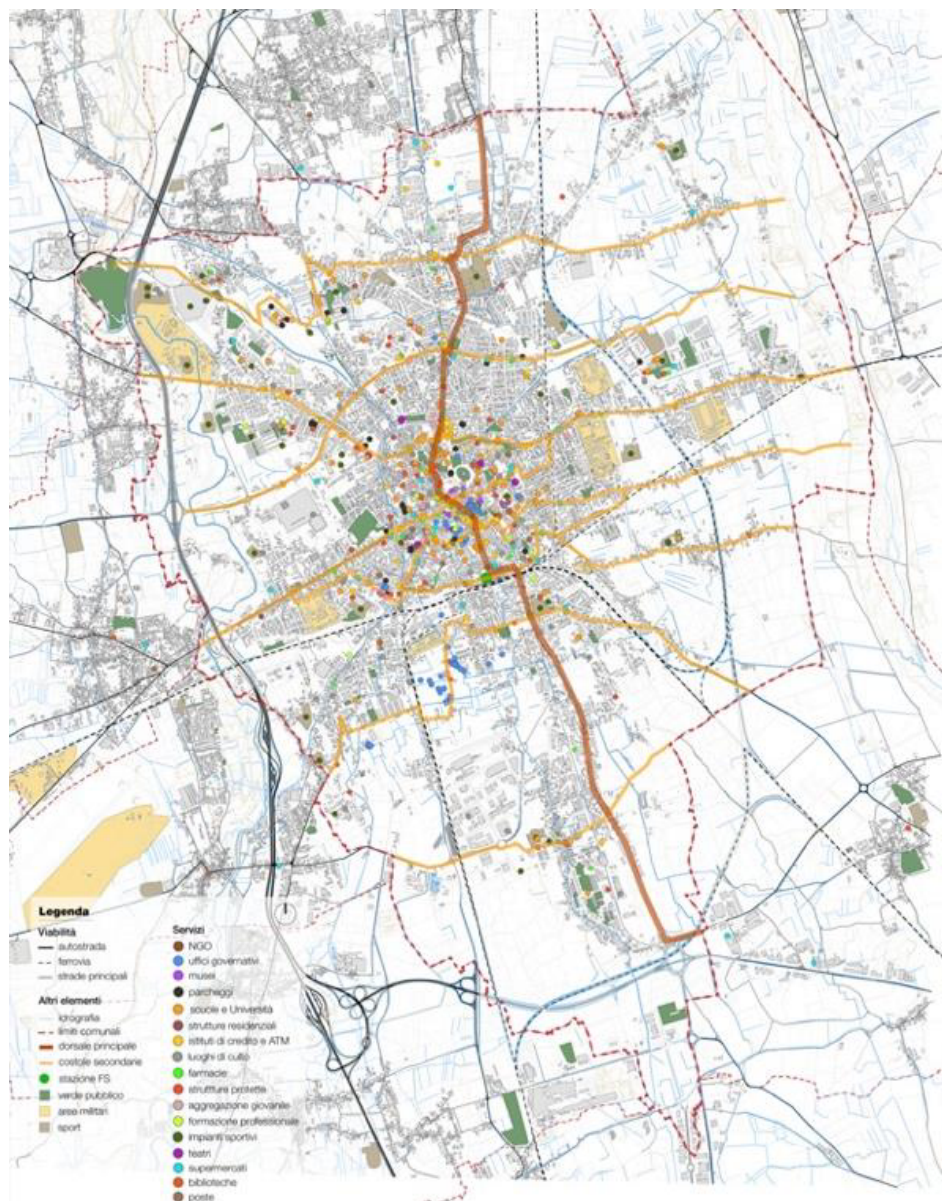 Legenda
Viabilità
autostrada
ferovia
strade principali
Altri elementi
idrografia
limiti comunali
dorsale principale
costole secondarie
stazione FS
verde pubblico
aree militari
sport
Servizi
NGO
uffici governativi
musei
parcheggi
scuole e Università
strutture residenziali
istituti di credito e ATM
luoghi di culto
farmacie
struttture protette
aggregazione giovanile
formazione professionale
impianti sportivi
teatri
supermercati
biblioteche
poste